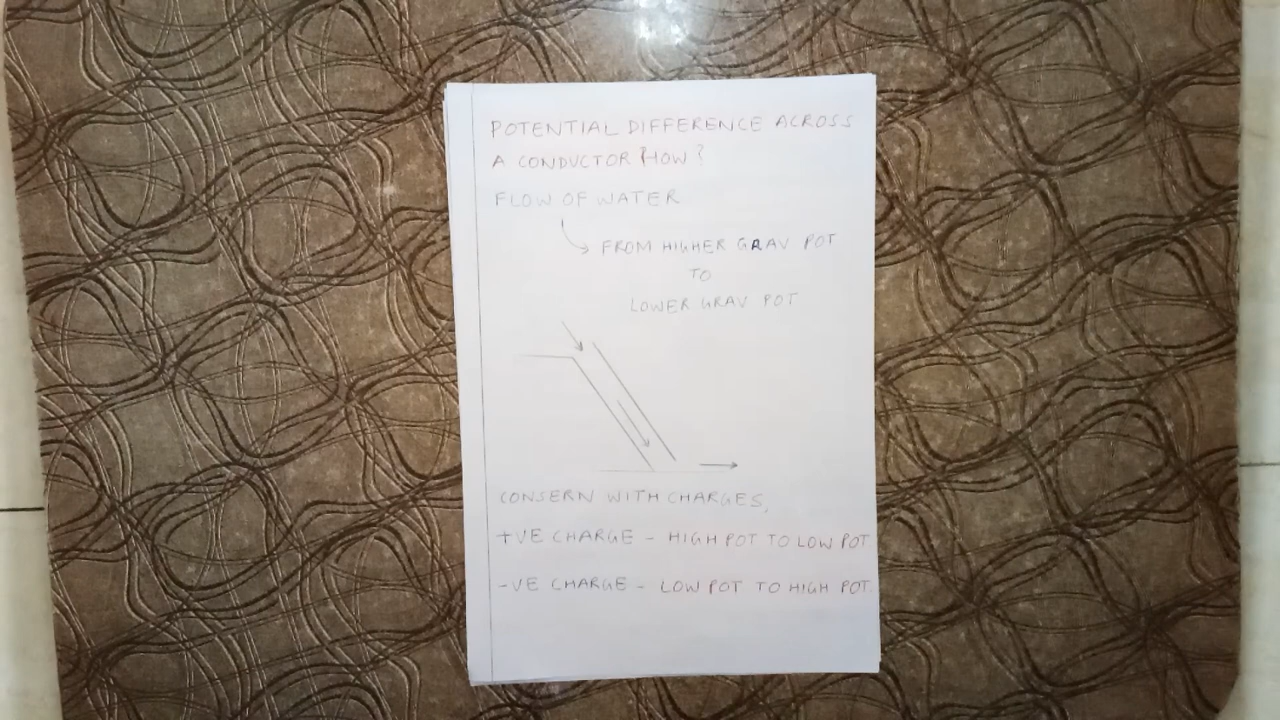 POTENTIAL DIFFERENCE ACROSS
A CONDUCTOR HOW?
FLOW OF WATER
FROM HIGHER GRAV POT
TO
LOWER GRAV POT
CONSERN WITH CHARGES,
+VE CHARGE - HIGH POT TO LOW POT
-VE CHARGE - LOW POT TO HIGH POT.